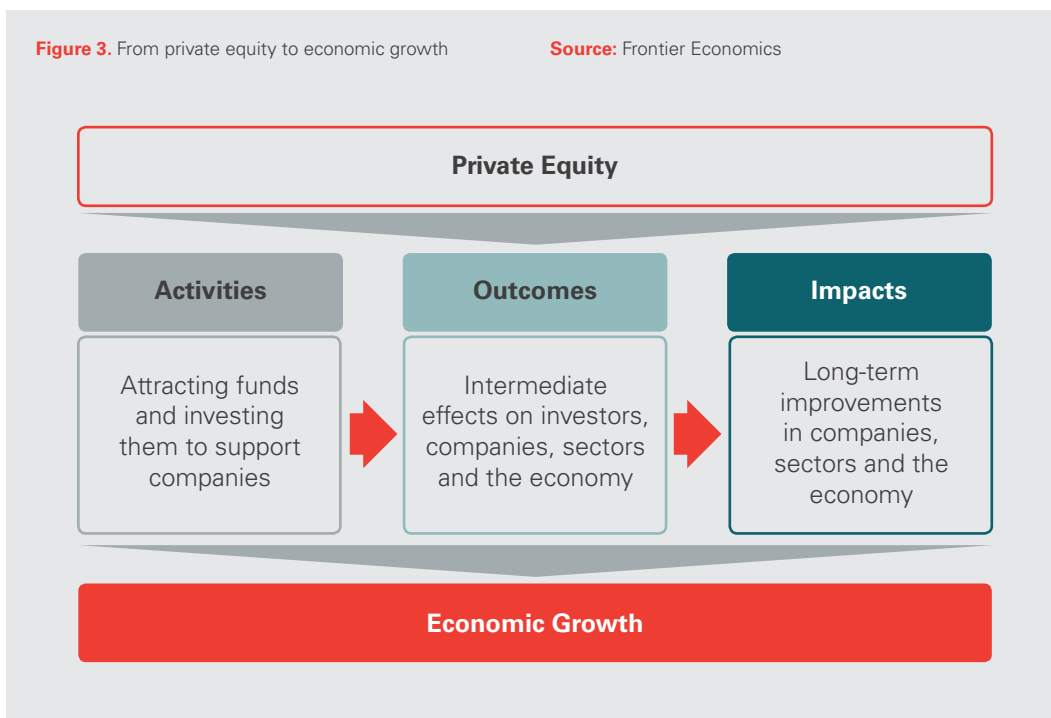 Figure 3. From private equity to economic growth
Source: Frontier Economics
Private Equity
Activities
Attracting funds
and investing
them to support
companies
Outcomes
Intermediate
effects on investors,
companies, sectors
and the economy
Impacts
Long-term
improvements
in companies,
sectors and the
economy
Economic Growth